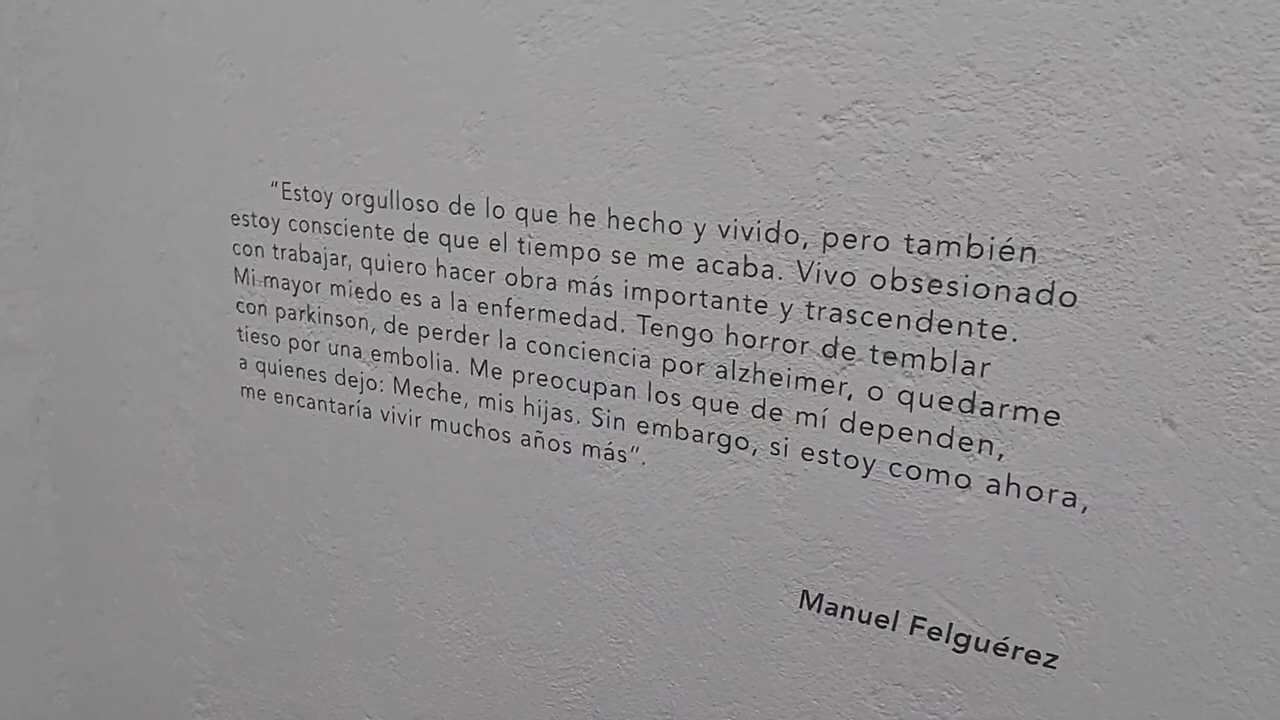 “Estoy orgulloso de lo que he hecho y vivido, pero también
estoy consciente de que el tiempo se me acaba. Vivo obsesionado
con trabajar, quiero hacer obra más importante y trascendente.
Mi mayor miedo es a la enfermedad. Tengo horror de temblar
con parkinson, de perder la conciencia por alzheimer, o quedarme
tieso por una embolia. Me preocupan los que de mí dependen,
a quienes dejo: Meche, mis hijas. Sin embargo, si estoy como ahora,
me encantaría vivir muchos años más”.
Manuel Felguérez